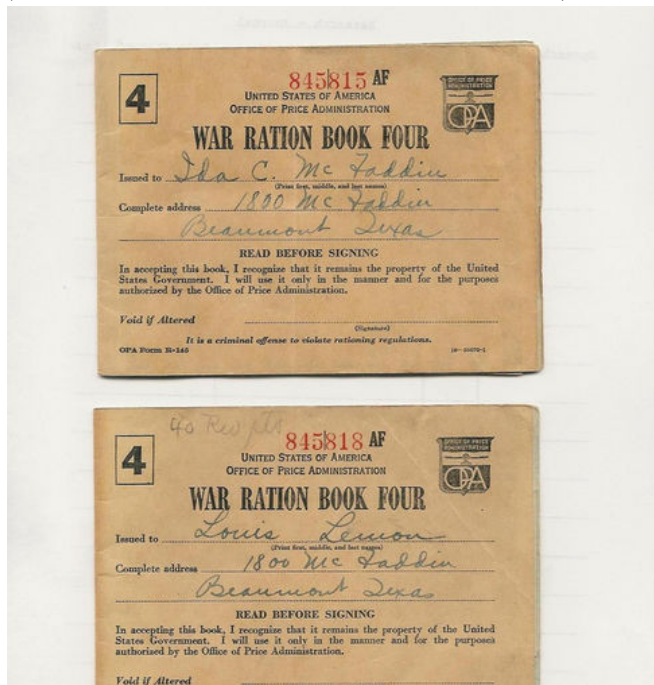 4
845815 AF
UNITED STATES OF AMERICA
OFFICE OF PRICE ADMINISTRATION
OFFICE OF PRICE
ADMINISTRATION
OPA
WAR RATION BOOK FOUR
Issued to Ida C. Mc Faddin
(Print first, middle, and last names)
Complete address 1800 Mc Faddin
Beaumont Texas
READ BEFORE SIGNING
In accepting this book, I recognize that it remains the property of the United
States Government. I will use it only in the manner and for the purposes
authorized by the Office of Price Administration.
Void if Altered
(Signature)
It is a criminal offense to violate rationing regulations.
OPA Form R-145
40 Red
4
845818 AF
UNITED STATES OF AMERICA
OFFICE OF PRICE ADMINISTRATION
OFFICE OF PRICE
ADMINISTRATION
OPA
WAR RATION BOOK FOUR
Issued to Louis Lemon
(Print first, middle, and last names)
Complete address 1800 Mc Faddin
Beaumont Texas
READ BEFORE SIGNING
In accepting this book, I recognize that it remains the property of the United
States Government. I will use it only in the manner and for the purposes
authorized by the Office of Price Administration.
Void if Altered